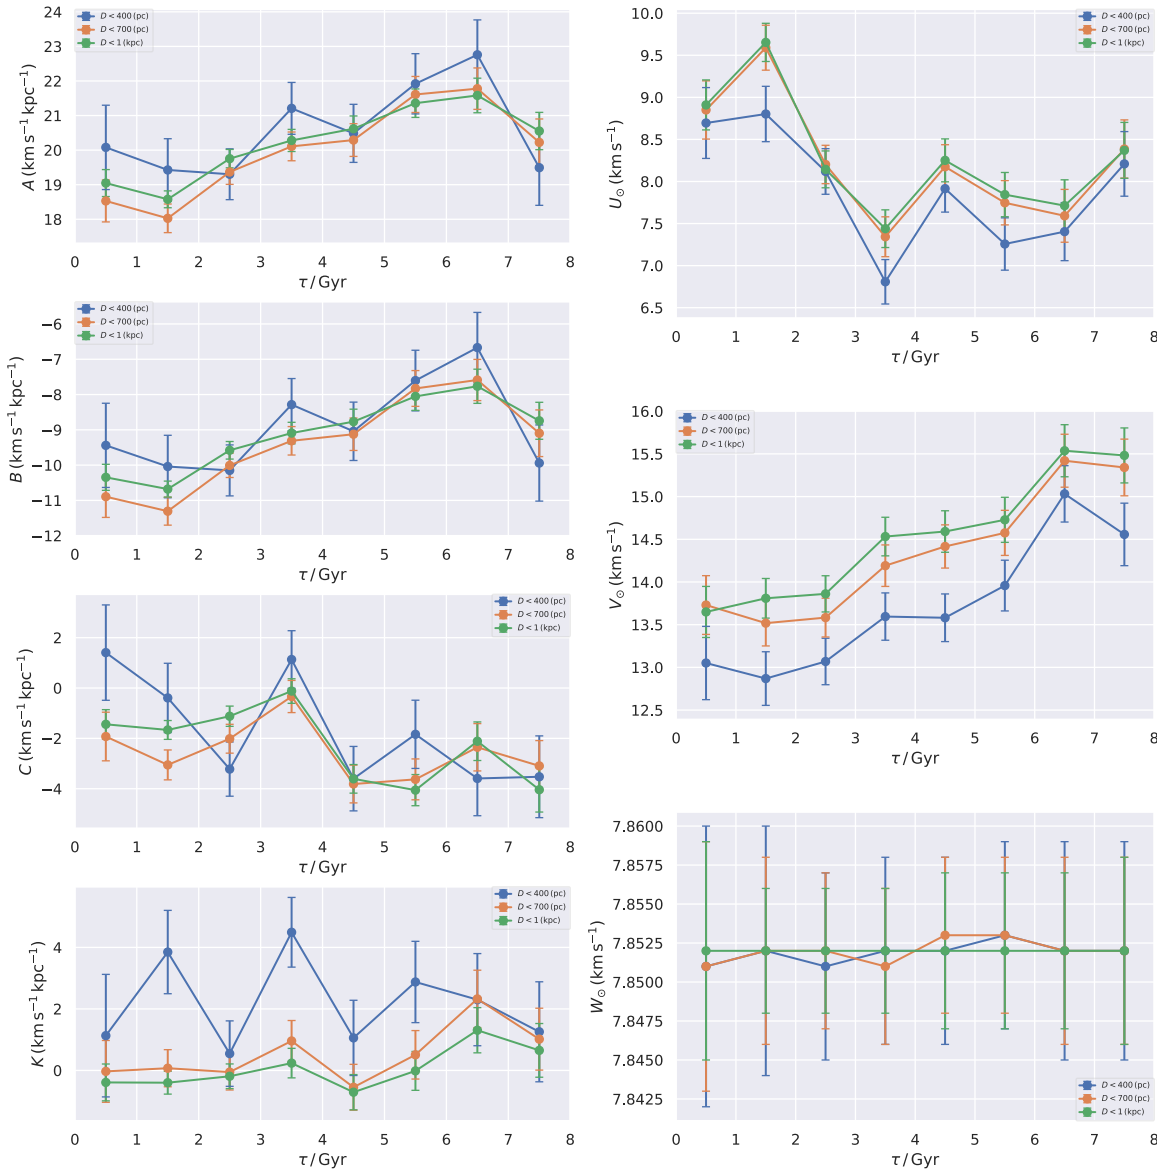 24
23
22
21
20
19
18
A (km s⁻¹ kpc⁻¹)
D < 400 (pc)
D < 700 (pc)
D < 1 (kpc)
0 1 2 3 4 5 6 7 8
τ / Gyr
−6
−7
−8
−9
−10
−11
−12
B (km s⁻¹ kpc⁻¹)
D < 400 (pc)
D < 700 (pc)
D < 1 (kpc)
0 1 2 3 4 5 6 7 8
τ / Gyr
2
0
−2
−4
C (km s⁻¹ kpc⁻¹)
D < 400 (pc)
D < 700 (pc)
D < 1 (kpc)
0 1 2 3 4 5 6 7 8
τ / Gyr
4
2
0
K (km s⁻¹ kpc⁻¹)
D < 400 (pc)
D < 700 (pc)
D < 1 (kpc)
0 1 2 3 4 5 6 7 8
τ / Gyr
10.0
9.5
9.0
8.5
8.0
7.5
7.0
6.5
U⊙ (km s⁻¹)
D < 400 (pc)
D < 700 (pc)
D < 1 (kpc)
0 1 2 3 4 5 6 7 8
τ / Gyr
16.0
15.5
15.0
14.5
14.0
13.5
13.0
12.5
V⊙ (km s⁻¹)
D < 400 (pc)
D < 700 (pc)
D < 1 (kpc)
0 1 2 3 4 5 6 7 8
τ / Gyr
7.8600
7.8575
7.8550
7.8525
7.8500
7.8475
7.8450
7.8425
W⊙ (km s⁻¹)
D < 400 (pc)
D < 700 (pc)
D < 1 (kpc)
0 1 2 3 4 5 6 7 8
τ / Gyr